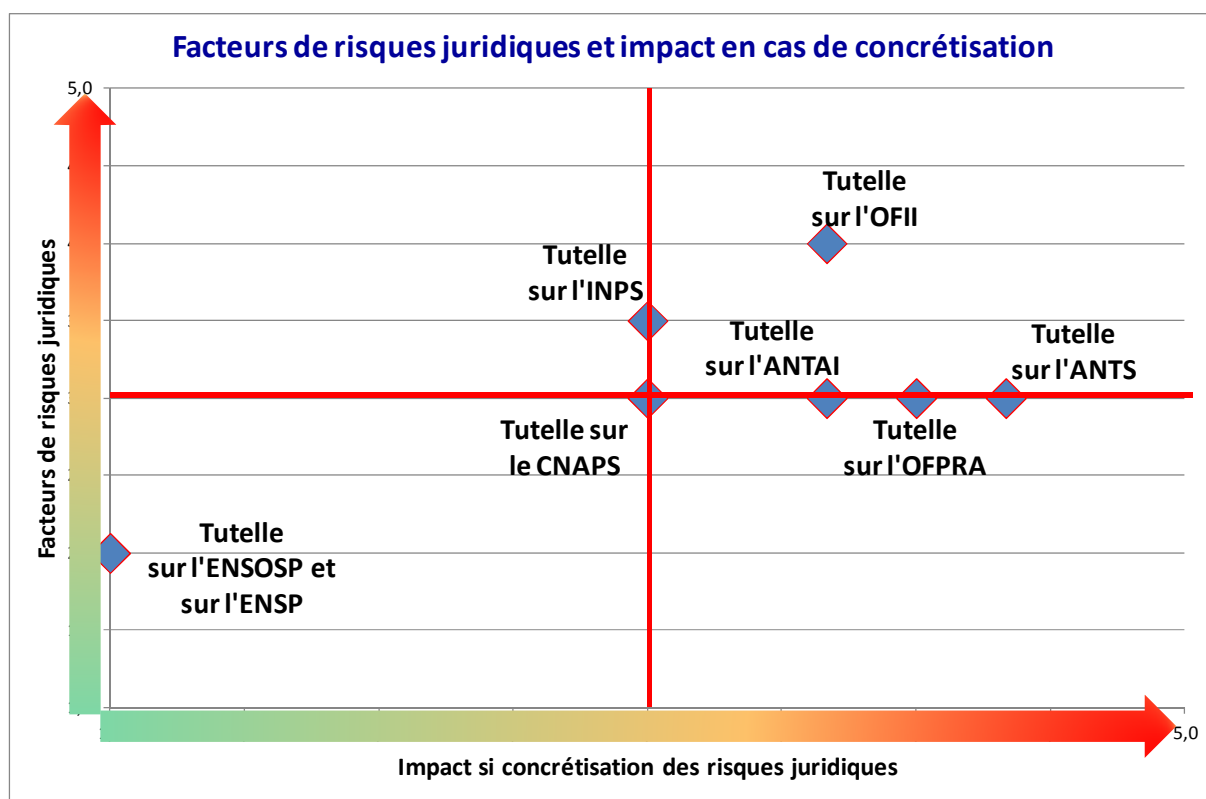 Facteurs de risques juridiques et impact en cas de concrétisation
5,0
Facteurs de risques juridiques
Tutelle
sur l'OFII
Tutelle
sur l'INPS
Tutelle
sur l'ANTAI
Tutelle
sur l'ANTS
Tutelle sur
le CNAPS
Tutelle
sur l'OFPRA
Tutelle
sur l'ENSOSP et
sur l'ENSP
5,0
Impact si concrétisation des risques juridiques